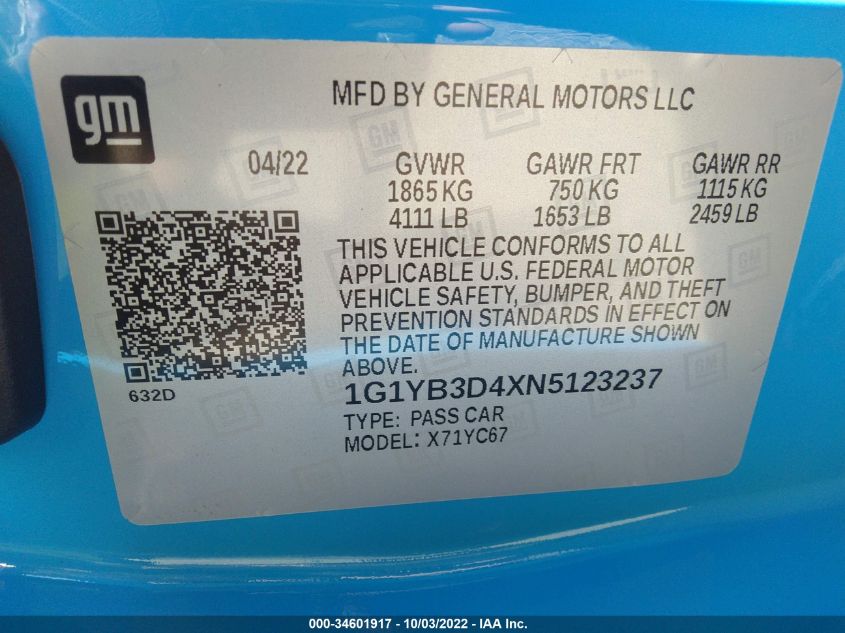 gm
MFD BY GENERAL MOTORS LLC
04/22 GVWR GAWR FRT GAWR RR
1865 KG 750 KG 1115 KG
4111 LB 1653 LB 2459 LB
THIS VEHICLE CONFORMS TO ALL
APPLICABLE U.S. FEDERAL MOTOR
VEHICLE SAFETY, BUMPER, AND THEFT
PREVENTION STANDARDS IN EFFECT ON
THE DATE OF MANUFACTURE SHOWN
ABOVE.
632D
1G1YB3D4XN5123237
TYPE: PASS CAR
MODEL: X71YC67
000-34601917 - 10/03/2022 - IAA Inc.